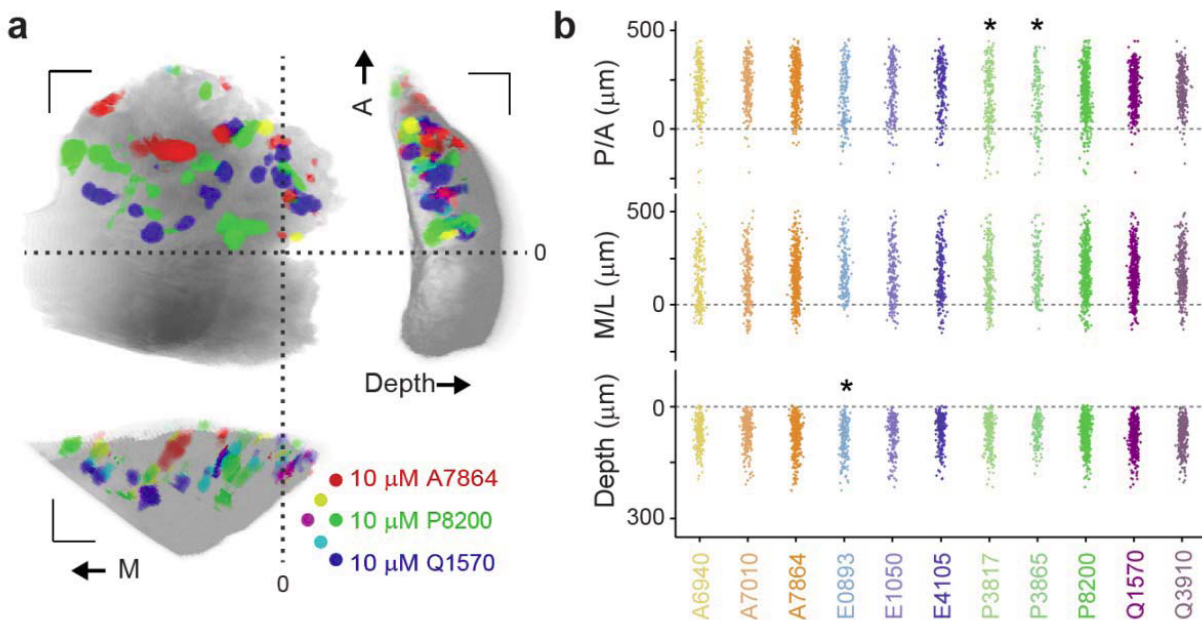 a
A
0
Depth
M
0
10 μM A7864
10 μM P8200
10 μM Q1570
b
* *
500
0
P/A (μm)
500
0
M/L (μm)
*
0
300
Depth (μm)
A6940
A7010
A7864
E0893
E1050
E4105
P3817
P3865
P8200
Q1570
Q3910